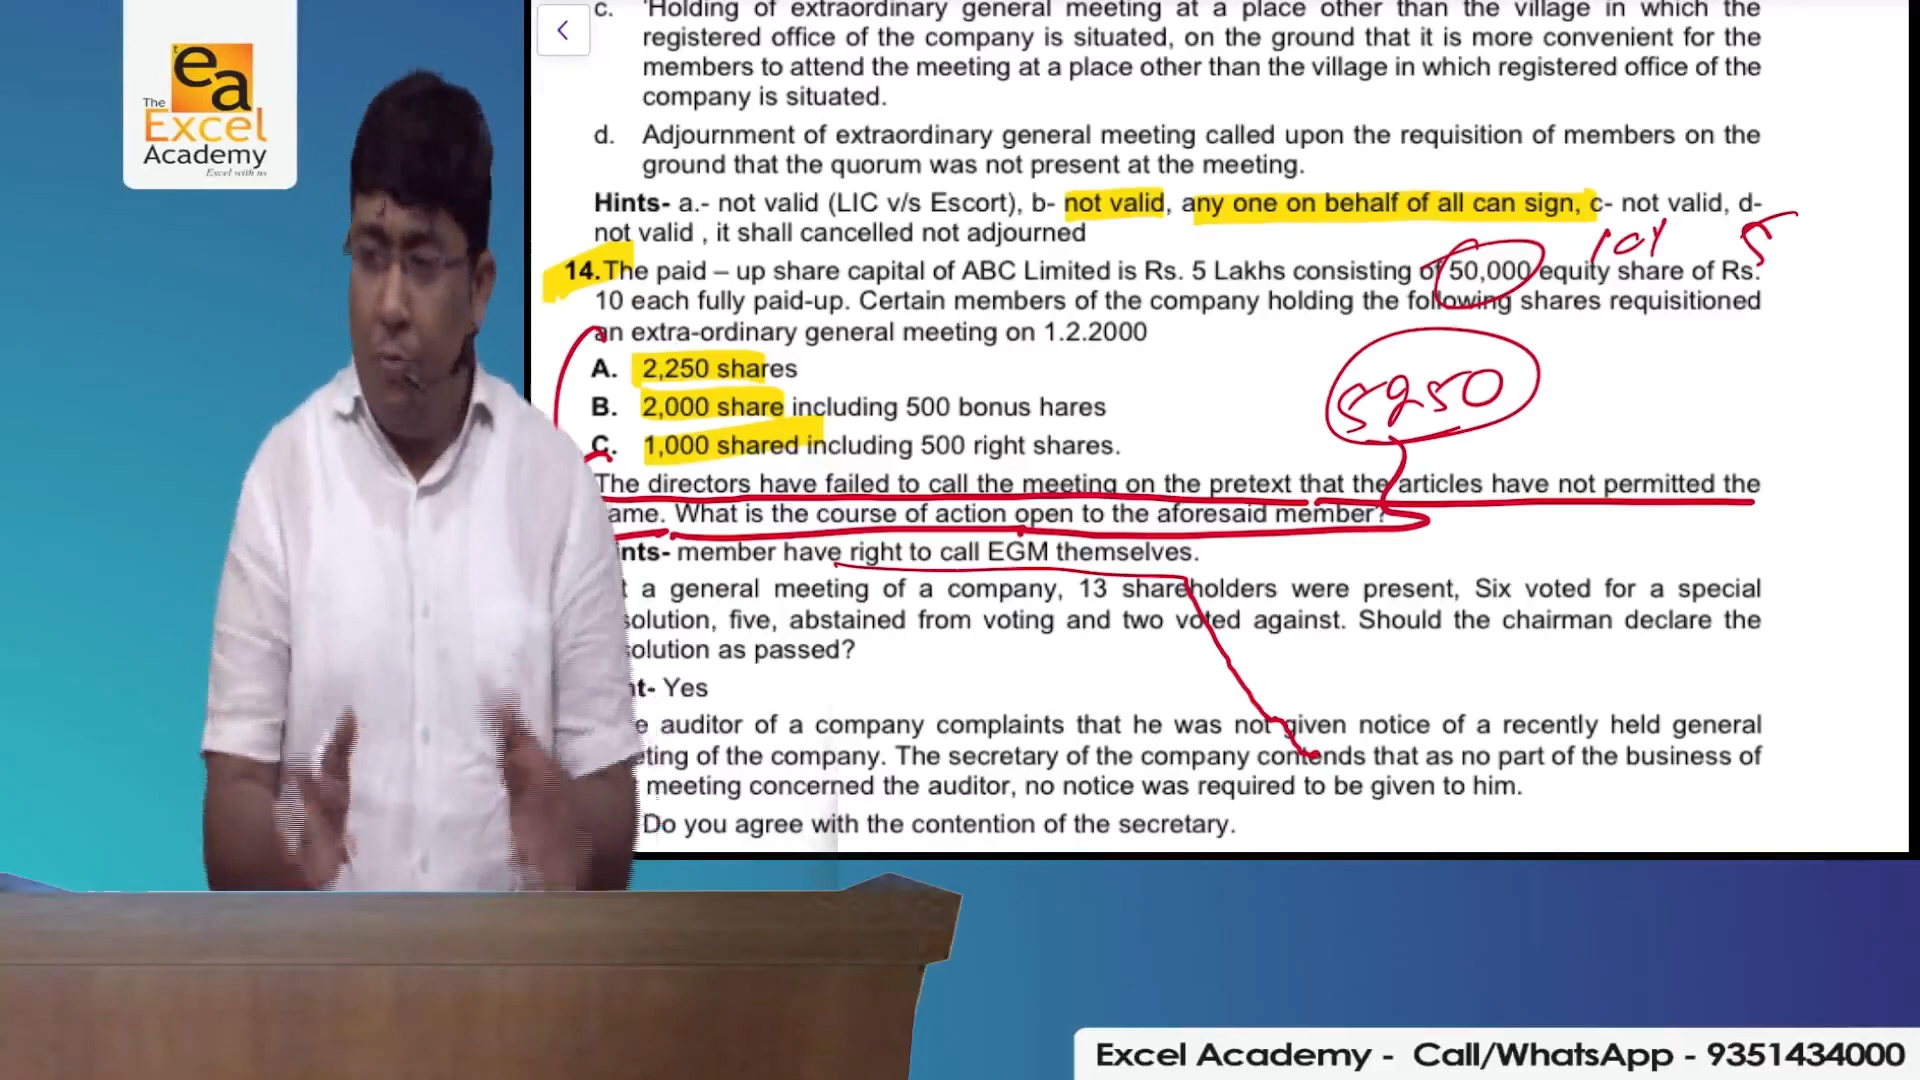 The
ea
Excel
Academy
Excel with us
c. 'Holding of extraordinary general meeting at a place other than the village in which the
registered office of the company is situated, on the ground that it is more convenient for the
members to attend the meeting at a place other than the village in which registered office of the
company is situated.
d. Adjournment of extraordinary general meeting called upon the requisition of members on the
ground that the quorum was not present at the meeting.
Hints- a.- not valid (LIC v/s Escort), b- not valid, any one on behalf of all can sign, c- not valid, d-
not valid , it shall cancelled not adjourned
14.The paid – up share capital of ABC Limited is Rs. 5 Lakhs consisting of 50,000 equity share of Rs.
10 each fully paid-up. Certain members of the company holding the following shares requisitioned
an extra-ordinary general meeting on 1.2.2000
A. 2,250 shares
B. 2,000 share including 500 bonus hares
5250
C. 1,000 shared including 500 right shares.
The directors have failed to call the meeting on the pretext that the articles have not permitted the
ame. What is the course of action open to the aforesaid member?
nts- member have right to call EGM themselves.
t a general meeting of a company, 13 shareholders were present, Six voted for a special
solution, five, abstained from voting and two voted against. Should the chairman declare the
solution as passed?
nt- Yes
e auditor of a company complaints that he was not given notice of a recently held general
eting of the company. The secretary of the company contends that as no part of the business of
meeting concerned the auditor, no notice was required to be given to him.
Do you agree with the contention of the secretary.
Excel Academy - Call/WhatsApp - 9351434000